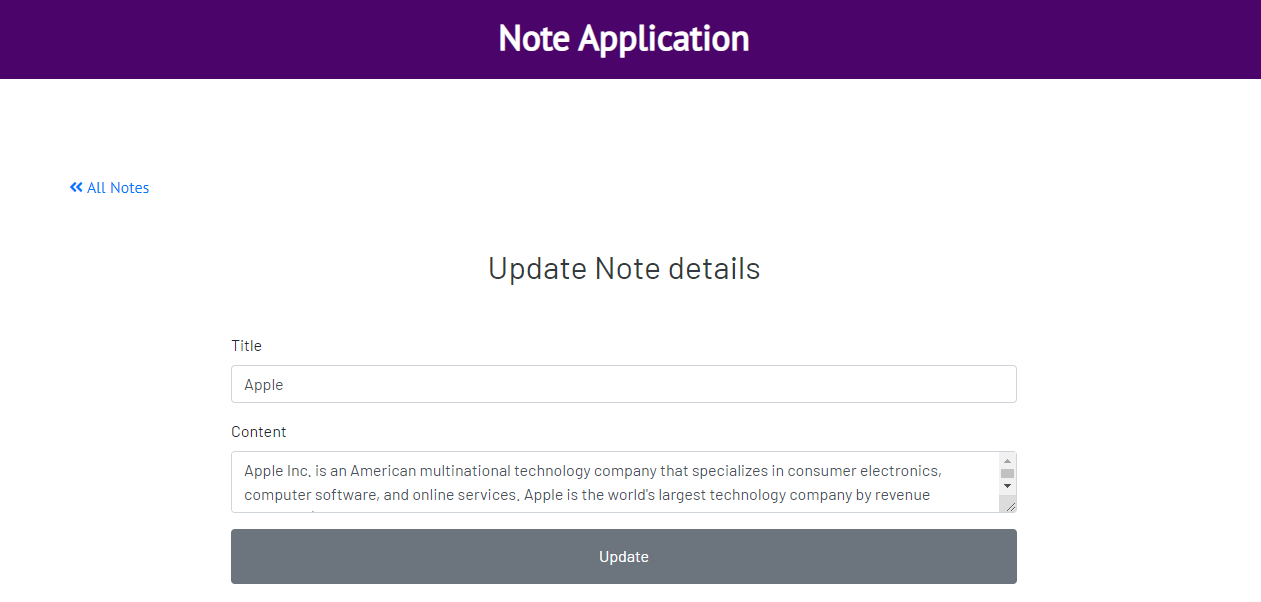 Note Application
All Notes
Update Note details
Title
Apple
Content
Apple Inc. is an American multinational technology company that specializes in consumer electronics,
computer software, and online services. Apple is the world's largest technology company by revenue
Update